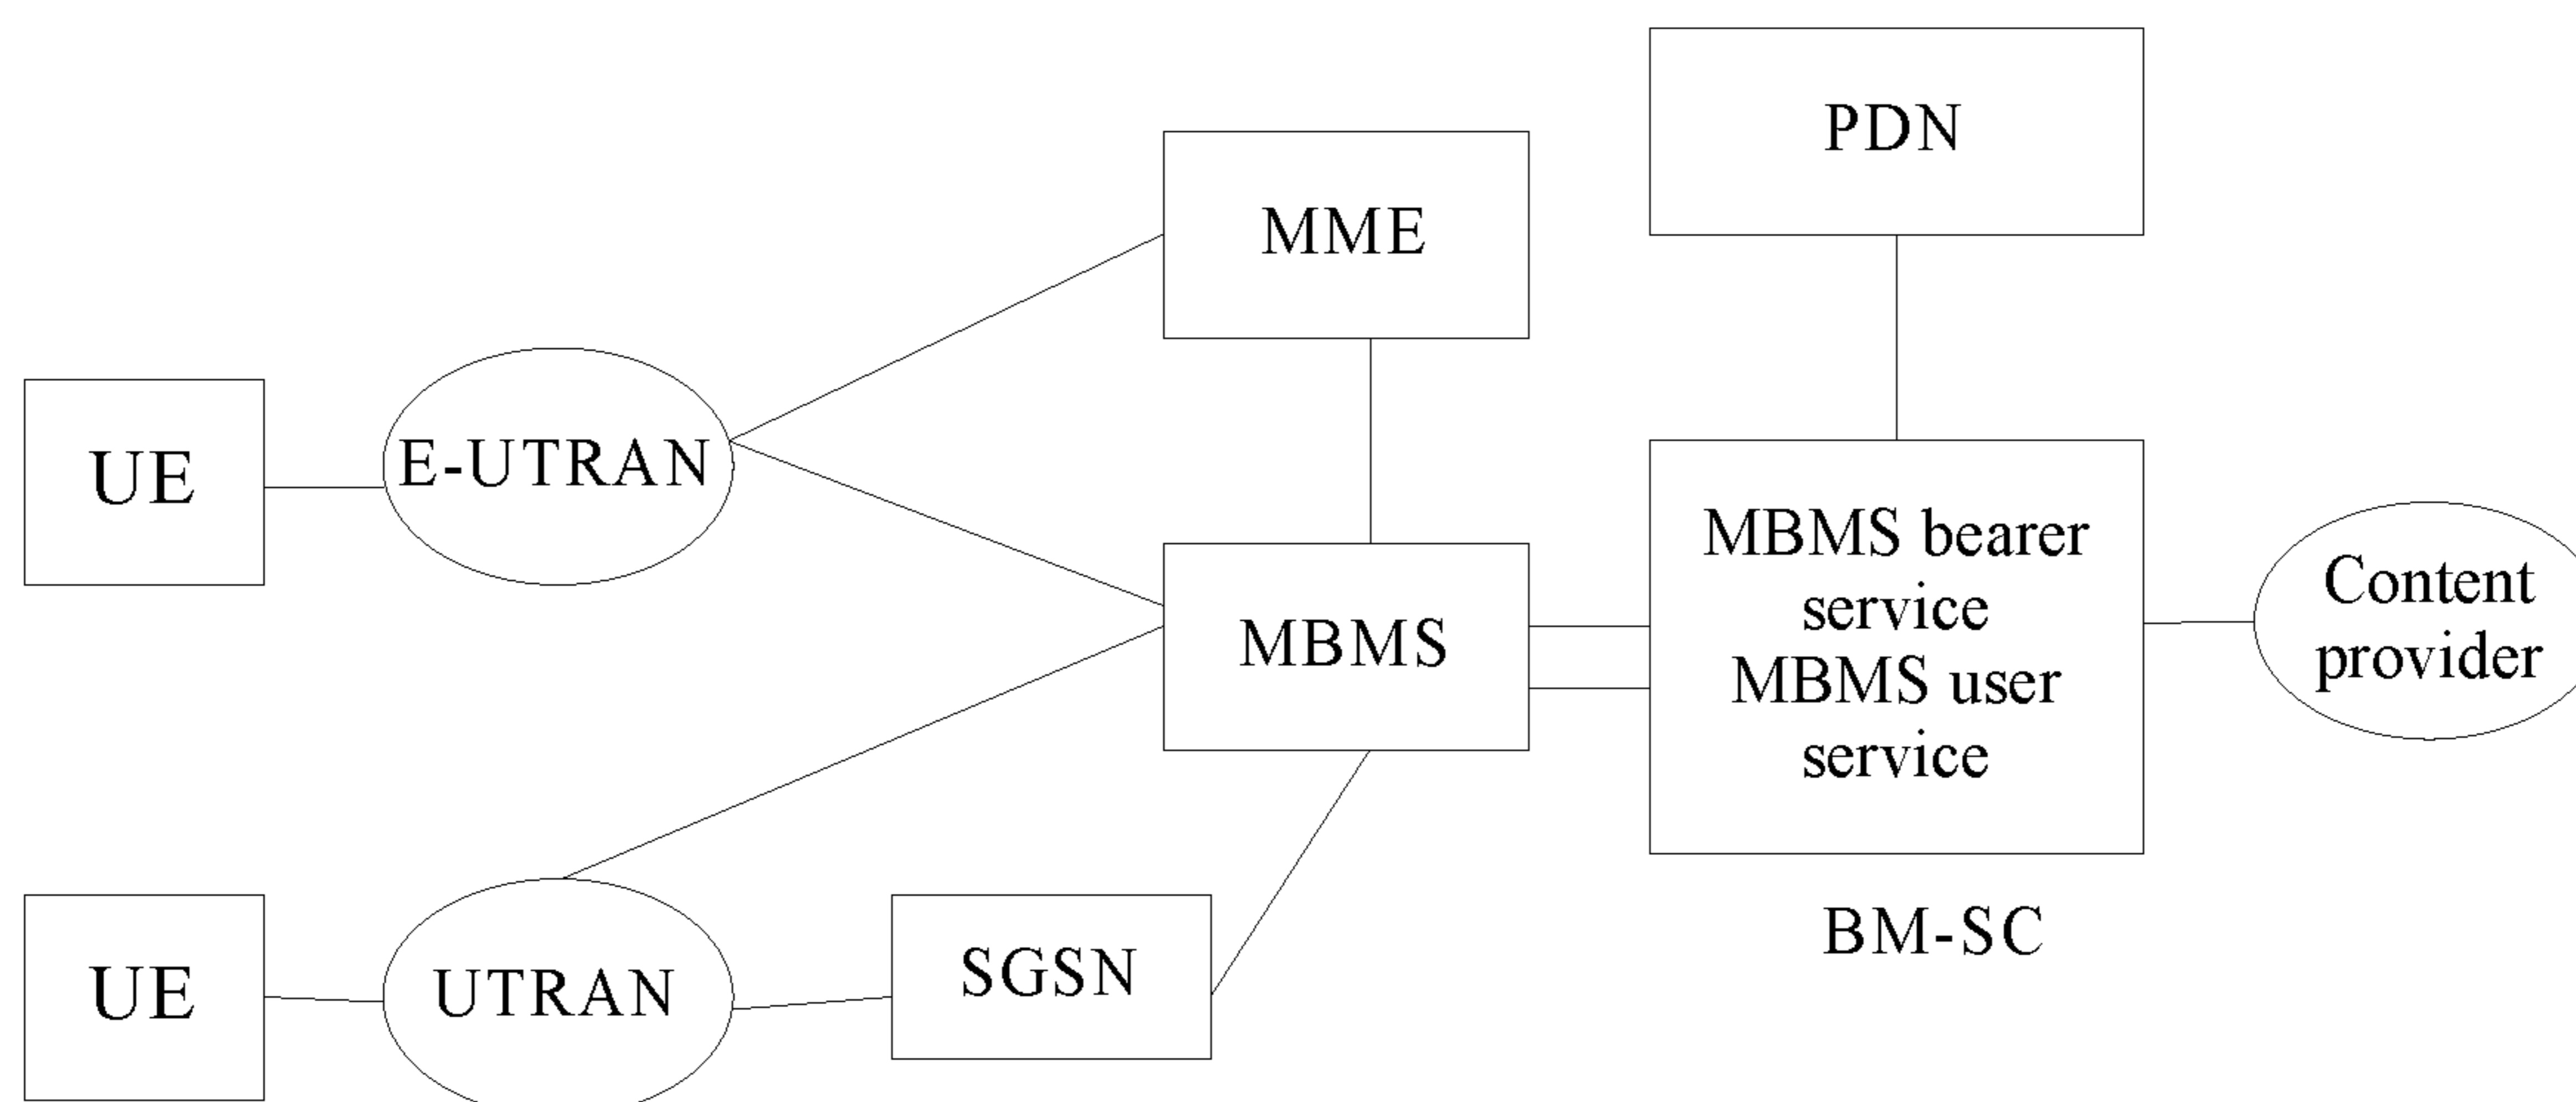 PDN
MME
UE
E-UTRAN
MBMS
MBMS bearer
service
MBMS user
service
Content
provider
BM-SC
UE
UTRAN
SGSN